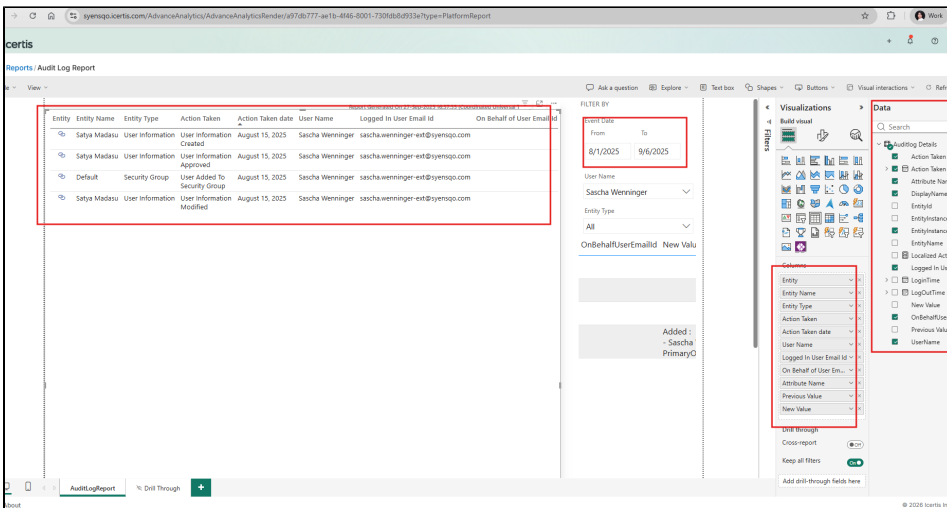 syensqo.icertis.com/AdvanceAnalytics/AdvanceAnalyticsRender/a97db777-ae1b-4f46-8001-730fdb8d933e?type=PlatformReport
Work
icertis
Reports / Audit Log Report
View
Ask a question
Explore
Text box
Shapes
Buttons
Visual interactions
Refr
Entity Entity Name Entity Type Action Taken Action Taken date User Name Logged In User Email Id On Behalf of User Email Id
Satya Madasu User Information User Information Created August 15, 2025 Sascha Wenninger sascha.wenninger-ext@syensqo.com
Satya Madasu User Information User Information Approved August 15, 2025 Sascha Wenninger sascha.wenninger-ext@syensqo.com
Default Security Group User Added To Security Group August 15, 2025 Sascha Wenninger sascha.wenninger-ext@syensqo.com
Satya Madasu User Information User Information Modified August 15, 2025 Sascha Wenninger sascha.wenninger-ext@syensqo.com
FILTER BY
Event Date
From To
8/1/2025 9/6/2025
User Name
Sascha Wenninger
Entity Type
All
OnBehalfUserEmailId New Valu
Added :
- Sascha
PrimaryO
Filters
Visualizations
Build visual
Columns
Entity
Entity Name
Entity Type
Action Taken
Action Taken date
User Name
Logged In User Email Id
On Behalf of User Em...
Attribute Name
Previous Value
New Value
Drill through
Cross-report
Off
Keep all filters
On
Add drill-through fields here
Data
Search
Auditlog Details
Action Taken
Action Taken
Attribute Nar
DisplayName
EntityId
EntityInstanc
EntityInstanc
EntityName
Localized Act
Logged In Us
LoginTime
LogOutTime
New Value
OnBehalfUse
Previous Valu
UserName
AuditLogReport
Drill Through
About
© 2026 Icertis In